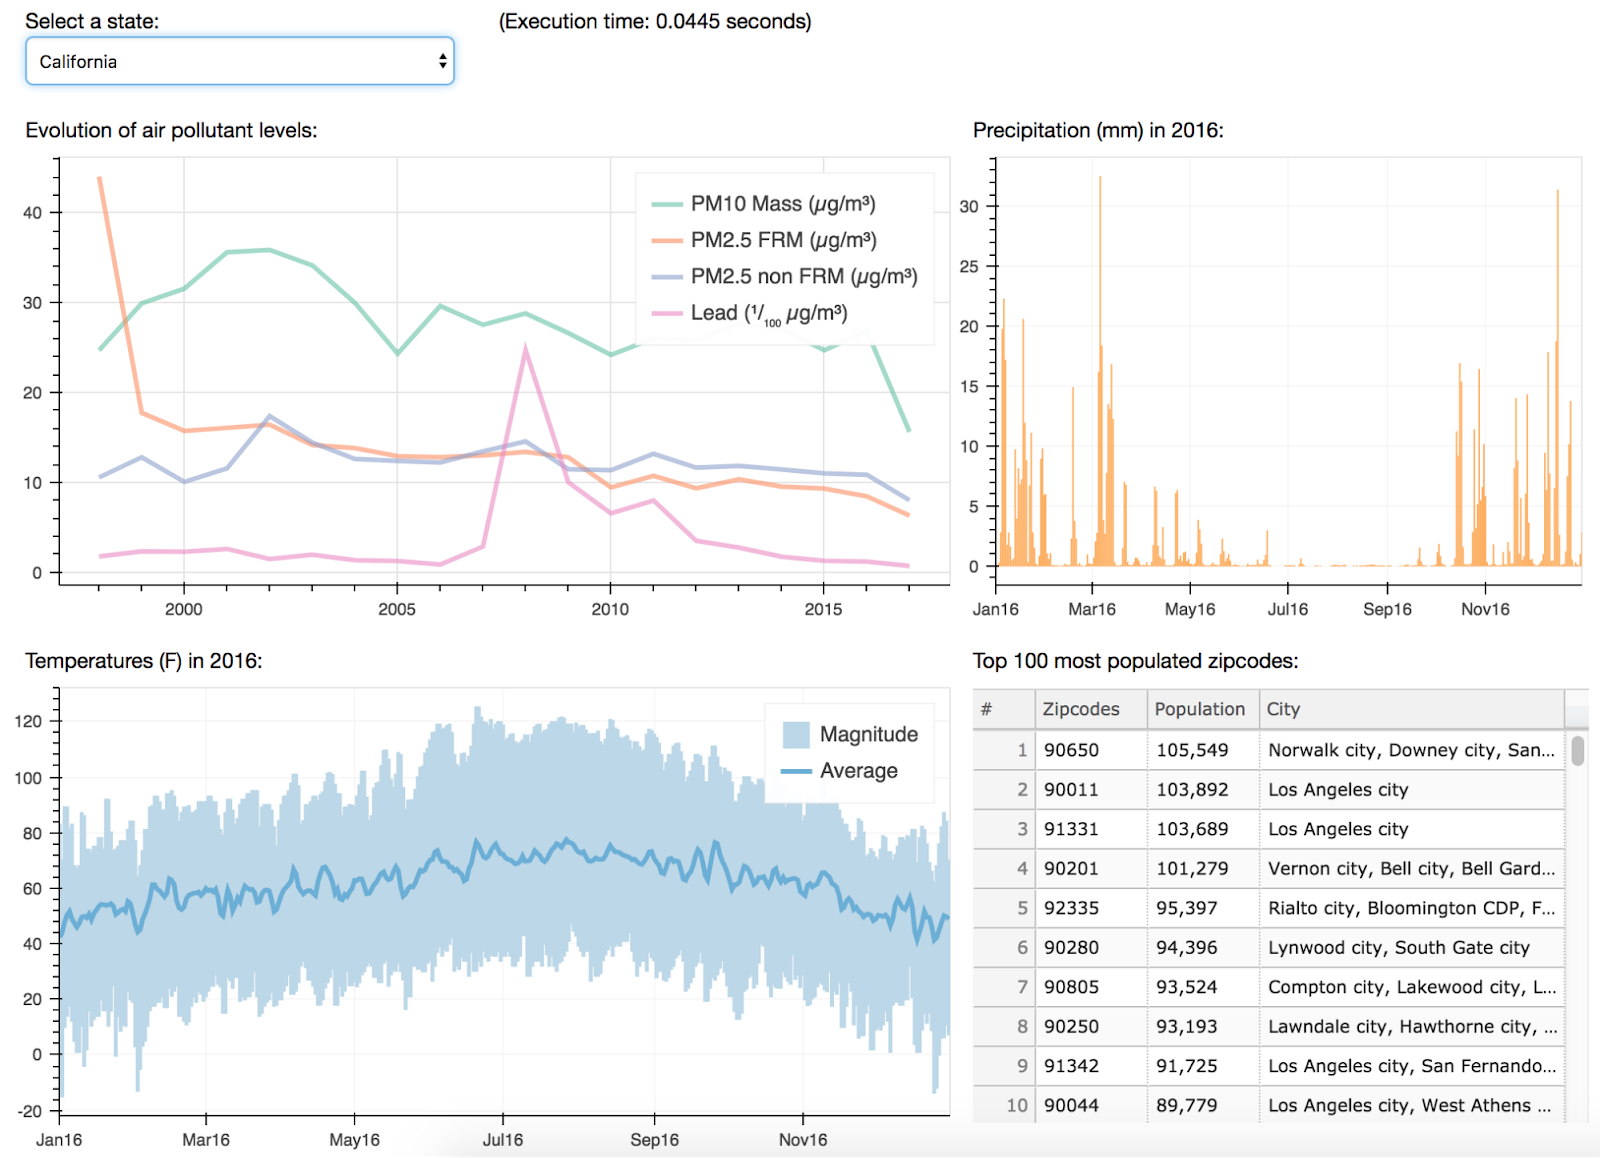 Select a state:
(Execution time: 0.0445 seconds)
California
Evolution of air pollutant levels:
40
30
20
10
0
2000
2005
2010
2015
PM10 Mass (µg/m³)
PM2.5 FRM (µg/m³)
PM2.5 non FRM (µg/m³)
Lead (¹/₁₀₀ µg/m³)
Precipitation (mm) in 2016:
30
25
20
15
10
5
0
Jan16
Mar16
May16
Jul16
Sep16
Nov16
Temperatures (F) in 2016:
120
100
80
60
40
20
0
-20
Jan16
Mar16
May16
Jul16
Sep16
Nov16
Magnitude
Average
Top 100 most populated zipcodes:
# Zipcodes Population City
1 90650 105,549 Norwalk city, Downey city, San...
2 90011 103,892 Los Angeles city
3 91331 103,689 Los Angeles city
4 90201 101,279 Vernon city, Bell city, Bell Gard...
5 92335 95,397 Rialto city, Bloomington CDP, F...
6 90280 94,396 Lynwood city, South Gate city
7 90805 93,524 Compton city, Lakewood city, L...
8 90250 93,193 Lawndale city, Hawthorne city, ...
9 91342 91,725 Los Angeles city, San Fernando...
10 90044 89,779 Los Angeles city, West Athens ...